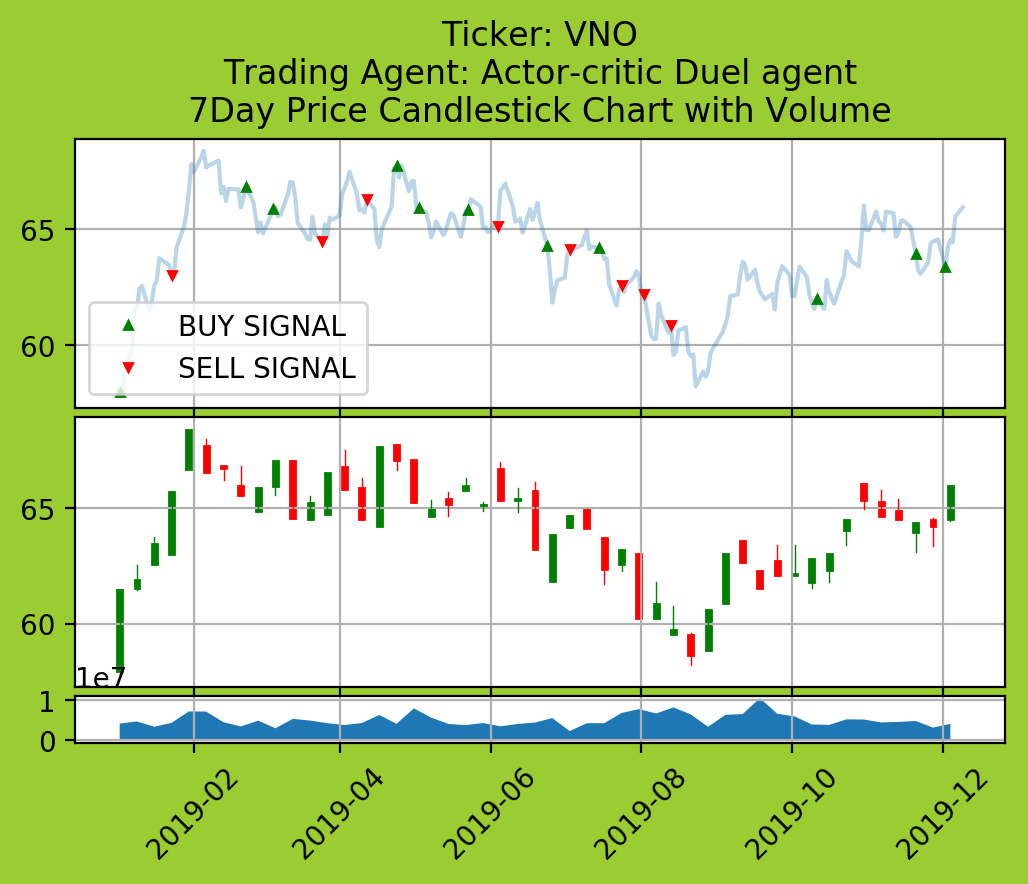 Ticker: VNO
Trading Agent: Actor-critic Duel agent
7Day Price Candlestick Chart with Volume
65
60
BUY SIGNAL
SELL SIGNAL
65
60
1e7
1
0
2019-02
2019-04
2019-06
2019-08
2019-10
2019-12